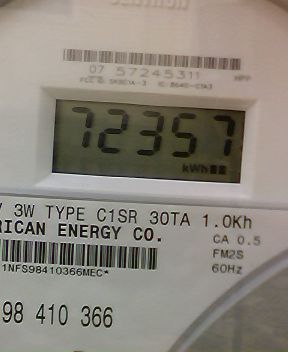 07 57245311
72357
kWh
V 3W TYPE C1SR 30TA 1.0Kh
RICAN ENERGY CO.
CA 0.5
FM2S
60Hz
1NFS98410366MEC*
98 410 366